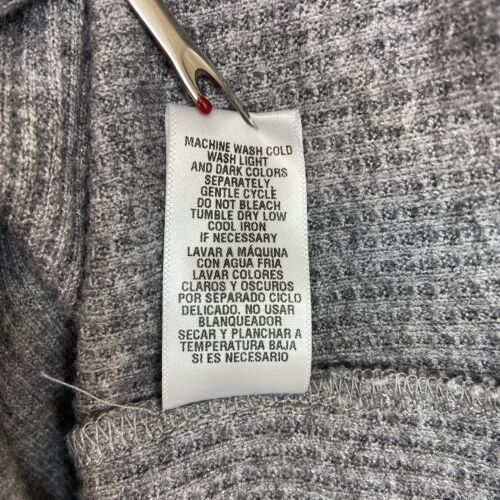 MACHINE WASH COLD
WASH LIGHT
AND DARK COLORS
SEPARATELY,
GENTLE CYCLE
DO NOT BLEACH
TUMBLE DRY LOW
COOL IRON
IF NECESSARY
LAVAR A MÁQUINA
CON AGUA FRIA
LAVAR COLORES
CLAROS Y OSCUROS
POR SEPARADO CICLO
DELICADO. NO USAR
BLANQUEADOR
SECAR Y PLANCHAR A
TEMPERATURA BAJA
SI ES NECESARIO